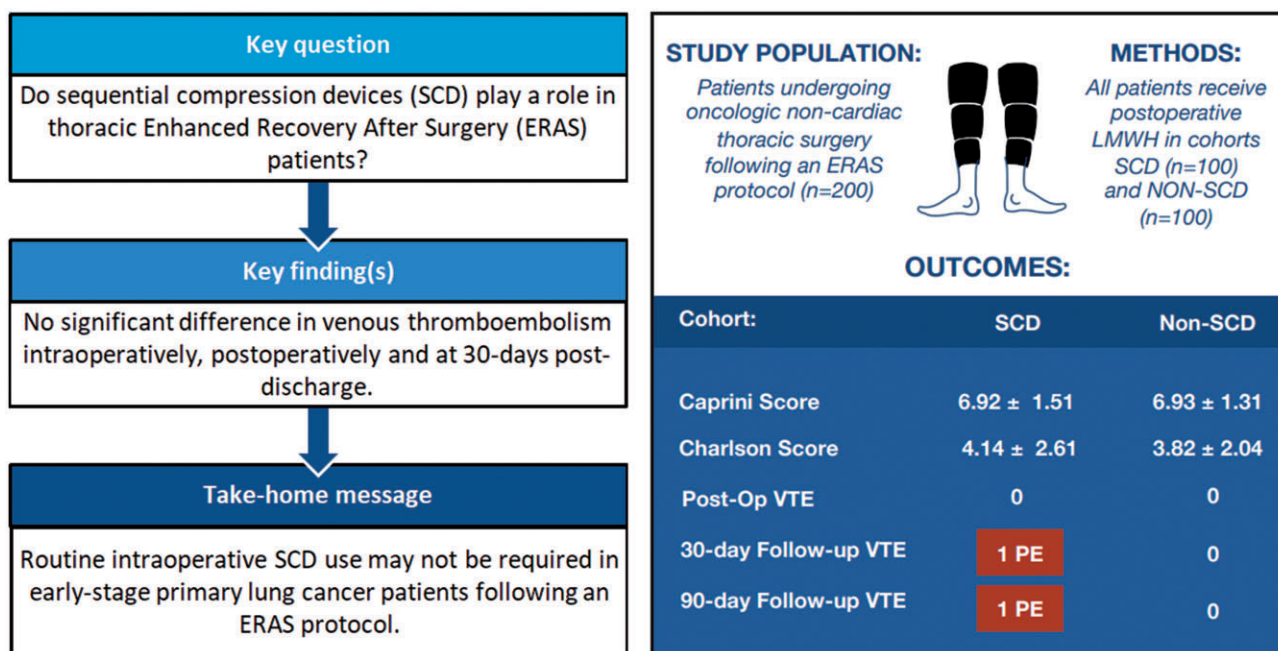 Key question
Do sequential compression devices (SCD) play a role in
thoracic Enhanced Recovery After Surgery (ERAS)
patients?
Key finding(s)
No significant difference in venous thromboembolism
intraoperatively, postoperatively and at 30-days post-
discharge.
Take-home message
Routine intraoperative SCD use may not be required in
early-stage primary lung cancer patients following an
ERAS protocol.
STUDY POPULATION:
Patients undergoing
oncologic non-cardiac
thoracic surgery
following an ERAS
protocol (n=200)
METHODS:
All patients receive
postoperative
LMWH in cohorts
SCD (n=100)
and NON-SCD
(n=100)
OUTCOMES:
Cohort: SCD Non-SCD
Caprini Score 6.92 ± 1.51 6.93 ± 1.31
Charlson Score 4.14 ± 2.61 3.82 ± 2.04
Post-Op VTE 0 0
30-day Follow-up VTE 1 PE 0
90-day Follow-up VTE 1 PE 0